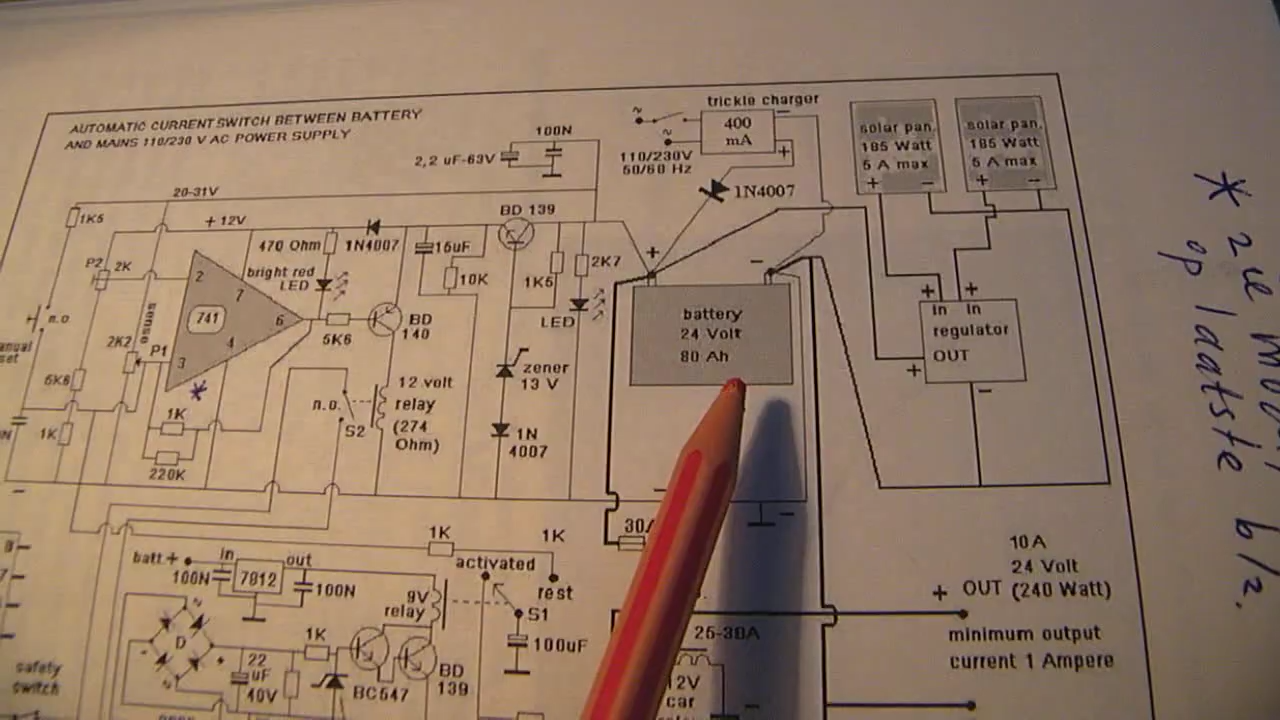 AUTOMATIC CURRENT SWITCH BETWEEN BATTERY
AND MAINS 110/230 V AC POWER SUPPLY
2,2 uF-63V
100N
trickle charger
400
mA
110/230V
50/60 Hz
1N4007
solar pan.
185 Watt
5 A max
solar pan.
185 Watt
5 A max
20-31V
+ 12V
1K5
P2
2K
470 Ohm
1N4007
bright red
LED
741
2
7
6
4
3
5K6
BD
140
16uF
10K
BD 139
1K5
2K7
LED
zener
13 V
1N
4007
battery
24 Volt
80 Ah
In
In
regulator
OUT
n.o
sense
2K2
P1
6K8
1K
1K
220K
n.o.
S2
12 volt
relay
(274
Ohm)
30A
batt.+
in
out
7812
100N
100N
1K
1K
activated
rest
S1
9V
relay
100uF
D
22
uF
40V
1K
BC547
BD
139
safety
switch
25-30A
12V
car
10A
24 Volt
+ OUT (240 Watt)
minimum output
current 1 Ampere
* 2e
op laatste blz.